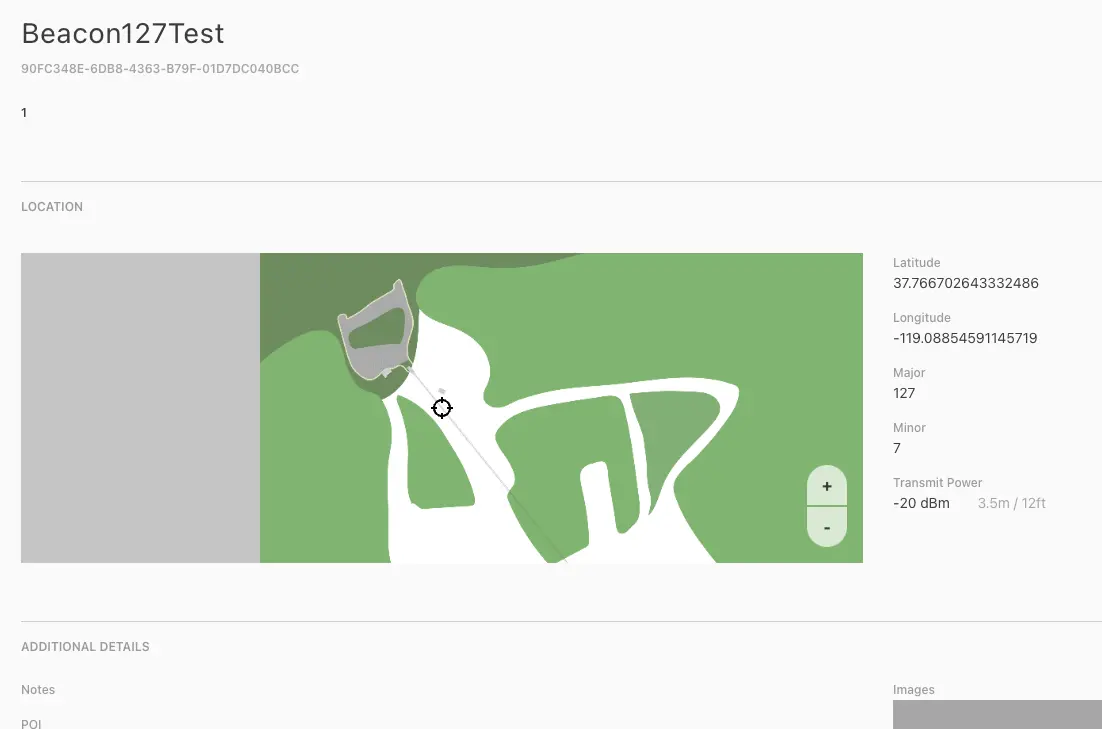 Beacon127Test
90FC348E-6DB8-4363-B79F-01D7DC040BCC
1
LOCATION
Latitude
37.766702643332486
Longitude
-119.08854591145719
Major
127
Minor
7
Transmit Power
-20 dBm 3.5m / 12ft
+
-
ADDITIONAL DETAILS
Notes
Images
POI